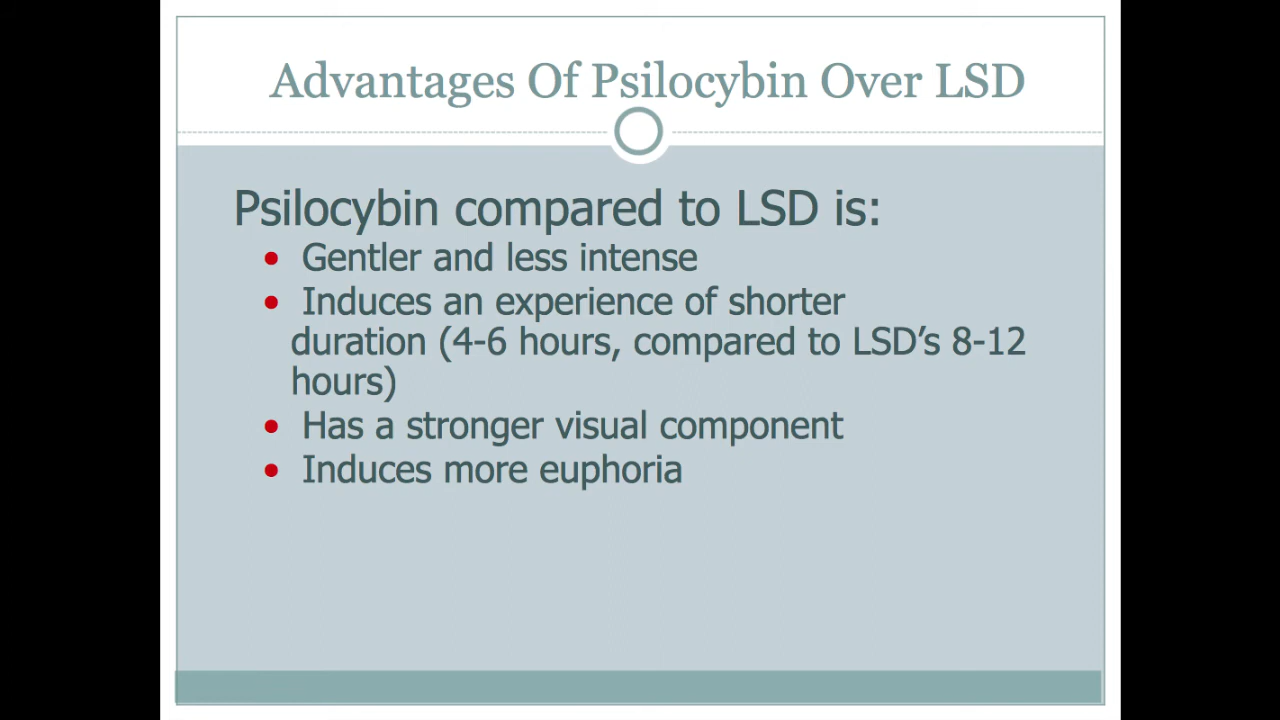 Advantages Of Psilocybin Over LSD
Psilocybin compared to LSD is:
• Gentler and less intense
• Induces an experience of shorter
duration (4-6 hours, compared to LSD’s 8-12
hours)
• Has a stronger visual component
• Induces more euphoria